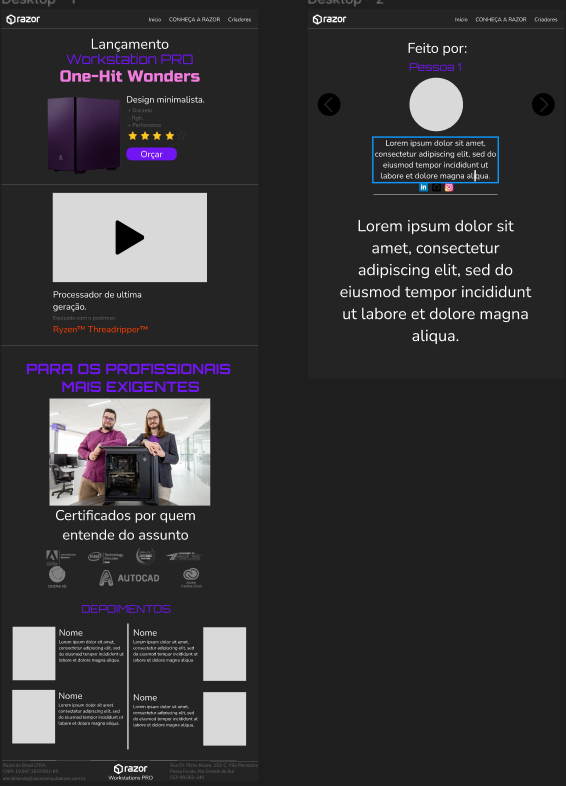 Desktop - 1
razor
Início
CONHEÇA A RAZOR
Criadores
Lançamento
Workstation PRO
One-Hit Wonders
Design minimalista.
- Rgb.
Orçar
Processador de ultima
geração.
Equipada com o poderoso
Ryzen™ Threadripper™
PARA OS PROFISSIONAIS
MAIS EXIGENTES
Certificados por quem
entende do assunto
AUTOCAD
DEPOIMENTOS
Nome
Lorem ipsum dolor sit amet,
consectetur adipiscing elit, sed
do eiusmod tempor incididunt ut
labore et dolore magna aliqua.
Nome
Lorem ipsum dolor sit amet,
consectetur adipiscing elit, sed
do eiusmod tempor incididunt ut
labore et dolore magna aliqua.
Nome
Lorem ipsum dolor sit amet,
consectetur adipiscing elit, sed
do eiusmod tempor incididunt ut
labore et dolore magna aliqua.
Nome
Lorem ipsum dolor sit amet,
consectetur adipiscing elit, sed
do eiusmod tempor incididunt ut
labore et dolore magna aliqua.
razor
Workstations PRO
Desktop - 2
razor
Início
CONHEÇA A RAZOR
Criadores
Feito por:
Pessoa 1
Lorem ipsum dolor sit amet,
consectetur adipiscing elit, sed do
eiusmod tempor incididunt ut
labore et dolore magna aliqua.
Lorem ipsum dolor sit
amet, consectetur
adipiscing elit, sed do
eiusmod tempor incididunt
ut labore et dolore magna
aliqua.